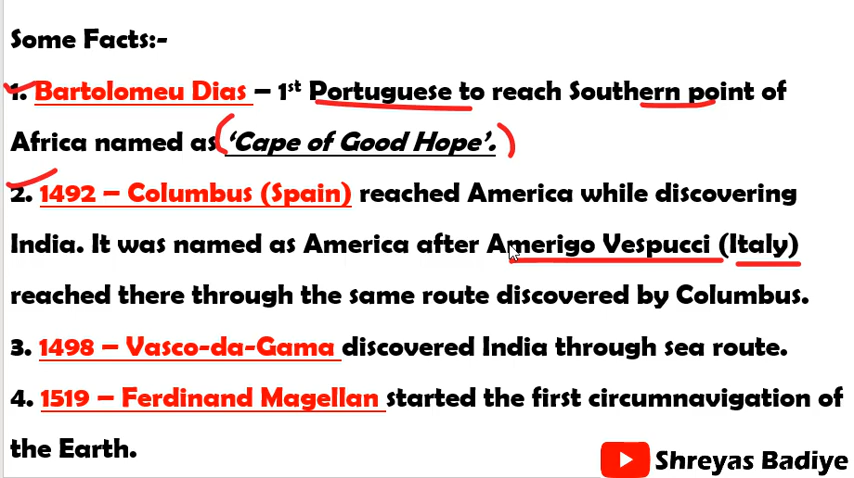 Some Facts:-
1. Bartolomeu Dias – 1st Portuguese to reach Southern point of
Africa named as 'Cape of Good Hope'.
2. 1492 – Columbus (Spain) reached America while discovering
India. It was named as America after Amerigo Vespucci (Italy)
reached there through the same route discovered by Columbus.
3. 1498 – Vasco-da-Gama discovered India through sea route.
4. 1519 – Ferdinand Magellan started the first circumnavigation of
the Earth.
Shreyas Badiye